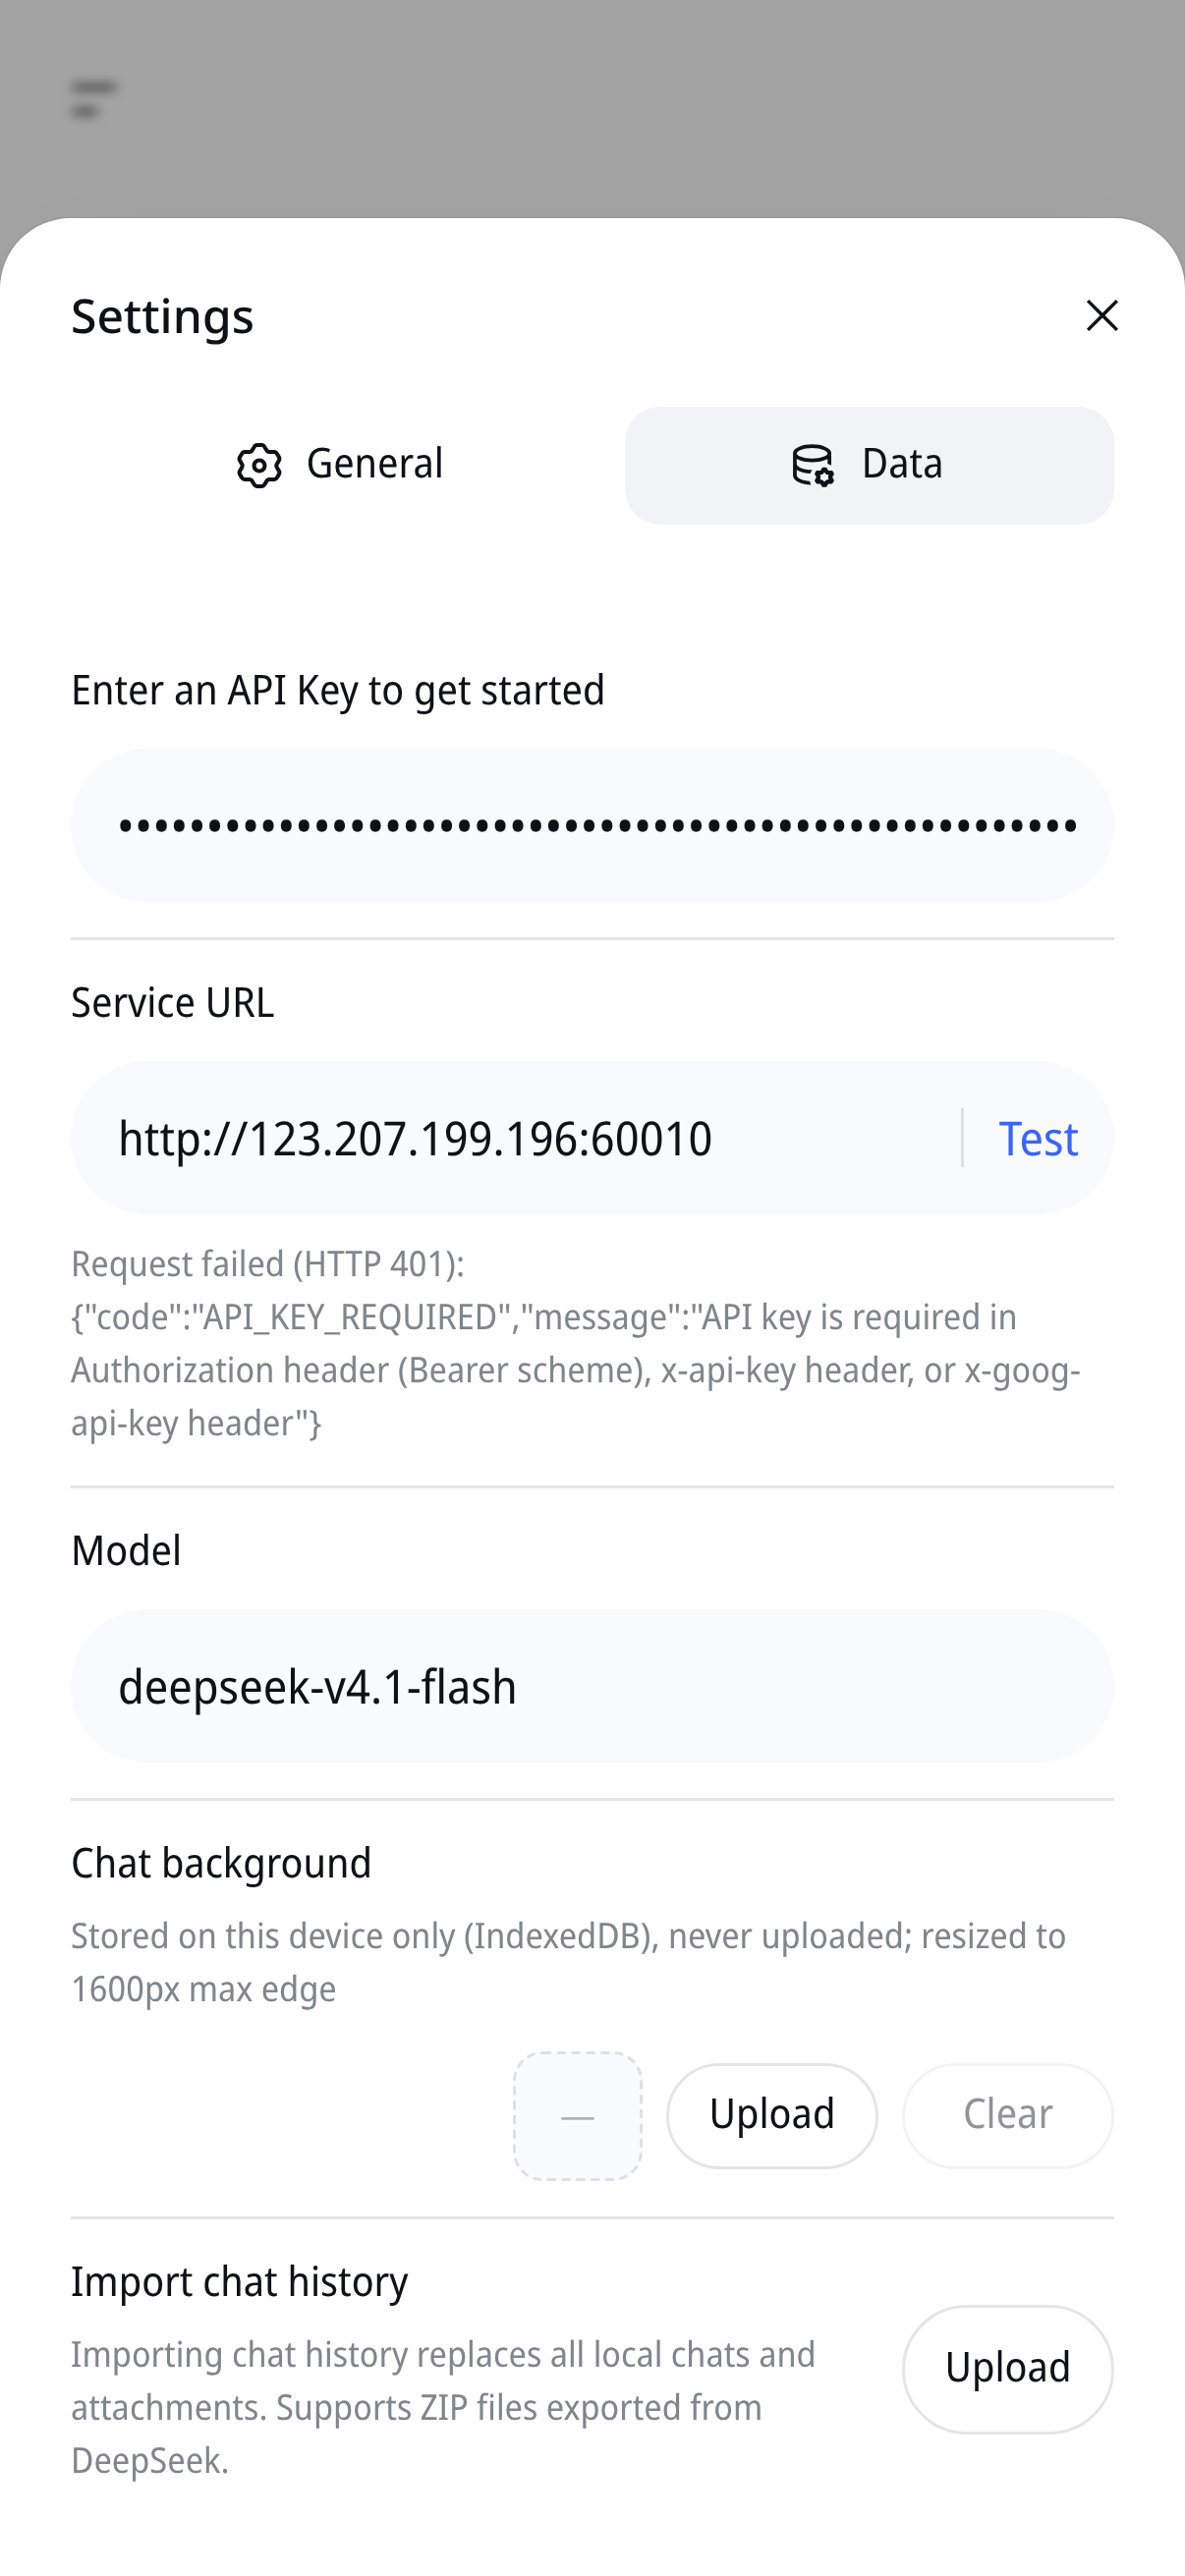 Settings
General
Data
Enter an API Key to get started
••••••••••••••••••••••••••••••••••••••••••••••••••••••
Service URL
http://123.207.199.196:60010
Test
Request failed (HTTP 401):
{"code":"API_KEY_REQUIRED","message":"API key is required in
Authorization header (Bearer scheme), x-api-key header, or x-goog-
api-key header"}
Model
deepseek-v4.1-flash
Chat background
Stored on this device only (IndexedDB), never uploaded; resized to
1600px max edge
—
Upload
Clear
Import chat history
Importing chat history replaces all local chats and
attachments. Supports ZIP files exported from
DeepSeek.
Upload